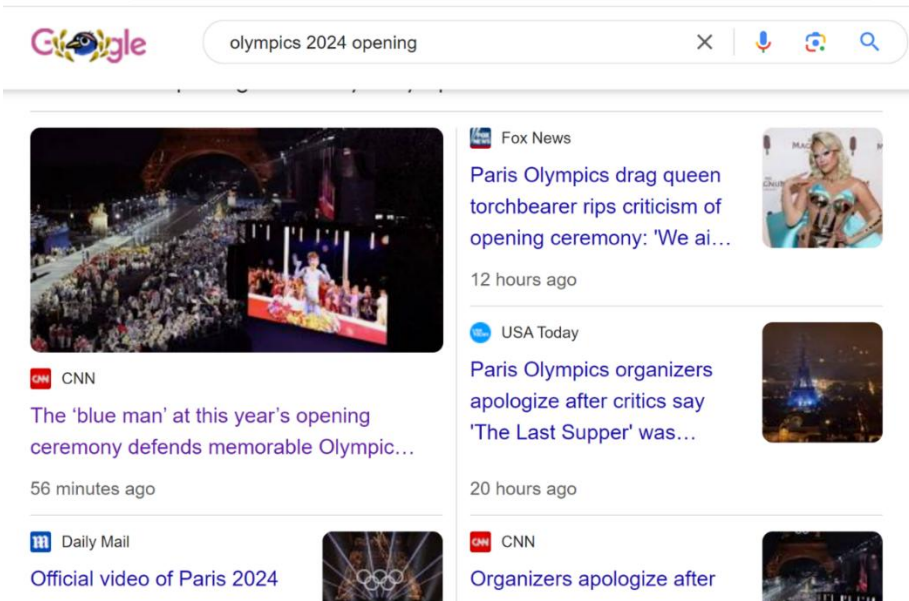 Google
olympics 2024 opening
CNN
The ‘blue man’ at this year’s opening
ceremony defends memorable Olympic...
56 minutes ago
Daily Mail
Official video of Paris 2024
Fox News
Paris Olympics drag queen
torchbearer rips criticism of
opening ceremony: 'We ai...
12 hours ago
USA Today
Paris Olympics organizers
apologize after critics say
'The Last Supper' was...
20 hours ago
CNN
Organizers apologize after